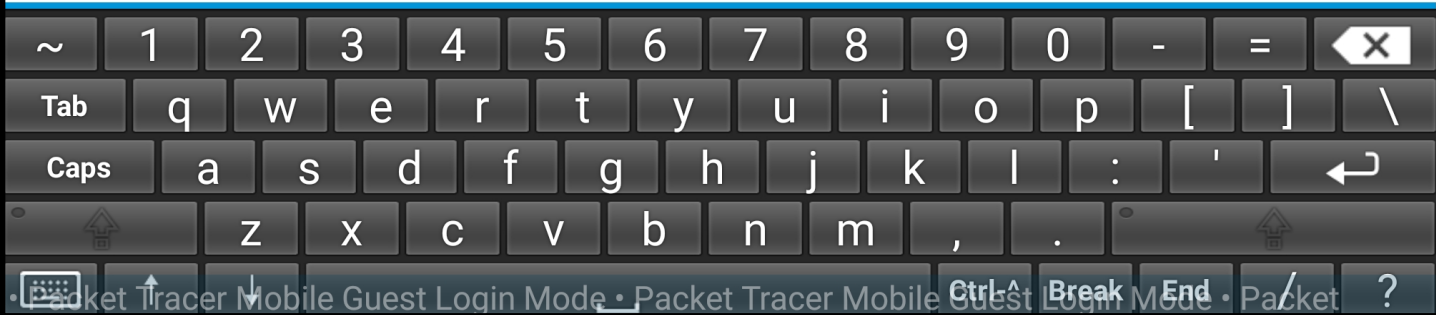 ~ 1 2 3 4 5 6 7 8 9 0 - =
Tab q w e r t y u i o p [ ] \
Caps a s d f g h j k l : '
z x c v b n m , .
Ctrl-^ Break End / ?
• Packet Tracer Mobile Guest Login Mode • Packet Tracer Mobile Guest Login Mode • Packet